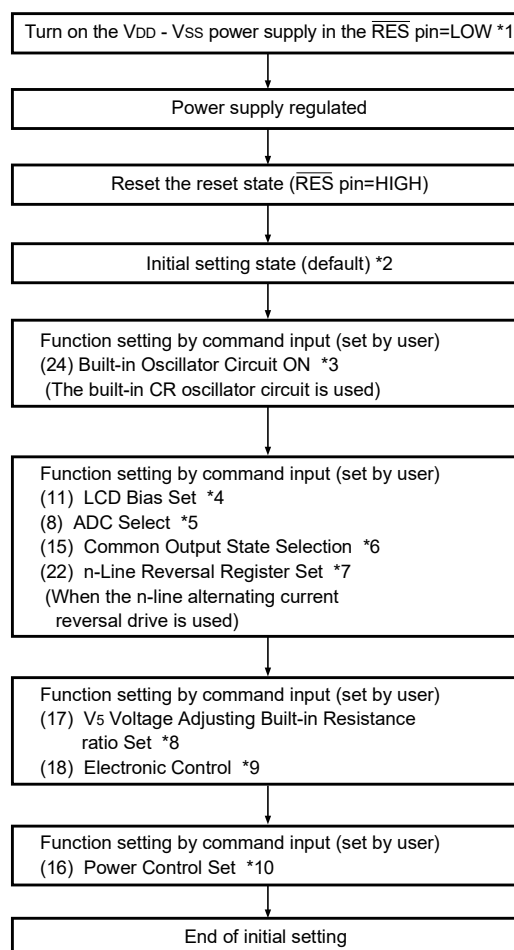 Turn on the VDD - VSS power supply in the RES pin=LOW *1
Power supply regulated
Reset the reset state (RES pin=HIGH)
Initial setting state (default) *2
Function setting by command input (set by user)
(24) Built-in Oscillator Circuit ON *3
(The built-in CR oscillator circuit is used)
Function setting by command input (set by user)
(11) LCD Bias Set *4
(8) ADC Select *5
(15) Common Output State Selection *6
(22) n-Line Reversal Register Set *7
(When the n-line alternating current
reversal drive is used)
Function setting by command input (set by user)
(17) V5 Voltage Adjusting Built-in Resistance
ratio Set *8
(18) Electronic Control *9
Function setting by command input (set by user)
(16) Power Control Set *10
End of initial setting